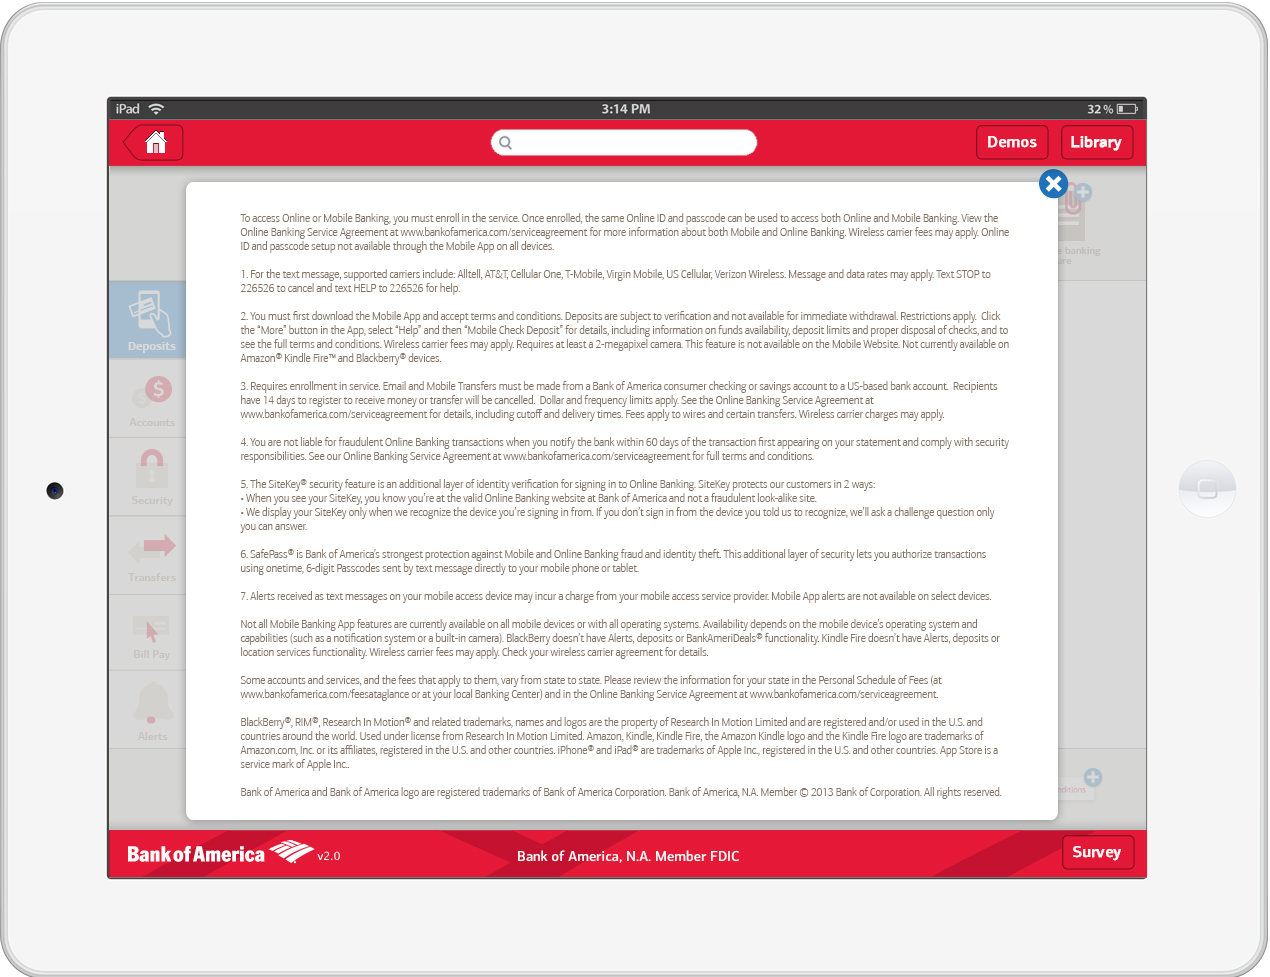 iPad 3:14 PM 32 %
Demos Library
To access Online or Mobile Banking, you must enroll in the service. Once enrolled, the same Online ID and passcode can be used to access both Online and Mobile Banking. View the
Online Banking Service Agreement at www.bankofamerica.com/serviceagreement for more information about both Mobile and Online Banking. Wireless carrier fees may apply. Online
ID and passcode setup not available through the Mobile App on all devices.
1. For the text message, supported carriers include: Alltell, AT&T, Cellular One, T-Mobile, Virgin Mobile, US Cellular, Verizon Wireless. Message and data rates may apply. Text STOP to
226526 to cancel and text HELP to 226526 for help.
2. You must first download the Mobile App and accept terms and conditions. Deposits are subject to verification and not available for immediate withdrawal. Restrictions apply.  Click
the “More” button in the App, select “Help” and then “Mobile Check Deposit” for details, including information on funds availability, deposit limits and proper disposal of checks, and to
see the full terms and conditions. Wireless carrier fees may apply. Requires at least a 2-megapixel camera. This feature is not available on the Mobile Website. Not currently available on
Amazon® Kindle Fire™ and Blackberry® devices.
3. Requires enrollment in service. Email and Mobile Transfers must be made from a Bank of America consumer checking or savings account to a US-based bank account.  Recipients
have 14 days to register to receive money or transfer will be cancelled.  Dollar and frequency limits apply. See the Online Banking Service Agreement at
www.bankofamerica.com/serviceagreement for details, including cutoff and delivery times. Fees apply to wires and certain transfers. Wireless carrier charges may apply.
4. You are not liable for fraudulent Online Banking transactions when you notify the bank within 60 days of the transaction first appearing on your statement and comply with security
responsibilities. See our Online Banking Service Agreement at www.bankofamerica.com/serviceagreement for full terms and conditions.
5. The SiteKey® security feature is an additional layer of identity verification for signing in to Online Banking. SiteKey protects our customers in 2 ways:
• When you see your SiteKey, you know you’re at the valid Online Banking website at Bank of America and not a fraudulent look-alike site.
• We display your SiteKey only when we recognize the device you’re signing in from. If you don’t sign in from the device you told us to recognize, we’ll ask a challenge question only
you can answer.
6. SafePass® is Bank of America’s strongest protection against Mobile and Online Banking fraud and identity theft. This additional layer of security lets you authorize transactions
using onetime, 6-digit Passcodes sent by text message directly to your mobile phone or tablet.
7. Alerts received as text messages on your mobile access device may incur a charge from your mobile access service provider. Mobile App alerts are not available on select devices.
Not all Mobile Banking App features are currently available on all mobile devices or with all operating systems. Availability depends on the mobile device’s operating system and
capabilities (such as a notification system or a built-in camera). BlackBerry doesn’t have Alerts, deposits or BankAmeriDeals® functionality. Kindle Fire doesn’t have Alerts, deposits or
location services functionality. Wireless carrier fees may apply. Check your wireless carrier agreement for details.
Some accounts and services, and the fees that apply to them, vary from state to state. Please review the information for your state in the Personal Schedule of Fees (at
www.bankofamerica.com/feesataglance or at your local Banking Center) and in the Online Banking Service Agreement at www.bankofamerica.com/serviceagreement.
BlackBerry®, RIM®, Research In Motion® and related trademarks, names and logos are the property of Research In Motion Limited and are registered and/or used in the U.S. and
countries around the world. Used under license from Research In Motion Limited. Amazon, Kindle, Kindle Fire, the Amazon Kindle logo and the Kindle Fire logo are trademarks of
Amazon.com, Inc. or its affiliates, registered in the U.S. and other countries. iPhone® and iPad® are trademarks of Apple Inc., registered in the U.S. and other countries. App Store is a
service mark of Apple Inc..
Bank of America and Bank of America logo are registered trademarks of Bank of America Corporation. Bank of America, N.A. Member © 2013 Bank of Corporation. All rights reserved.
Deposits
Accounts
Security
Transfers
Bill Pay
Alerts
banking
Bank of America v2.0
Bank of America, N.A. Member FDIC
Survey